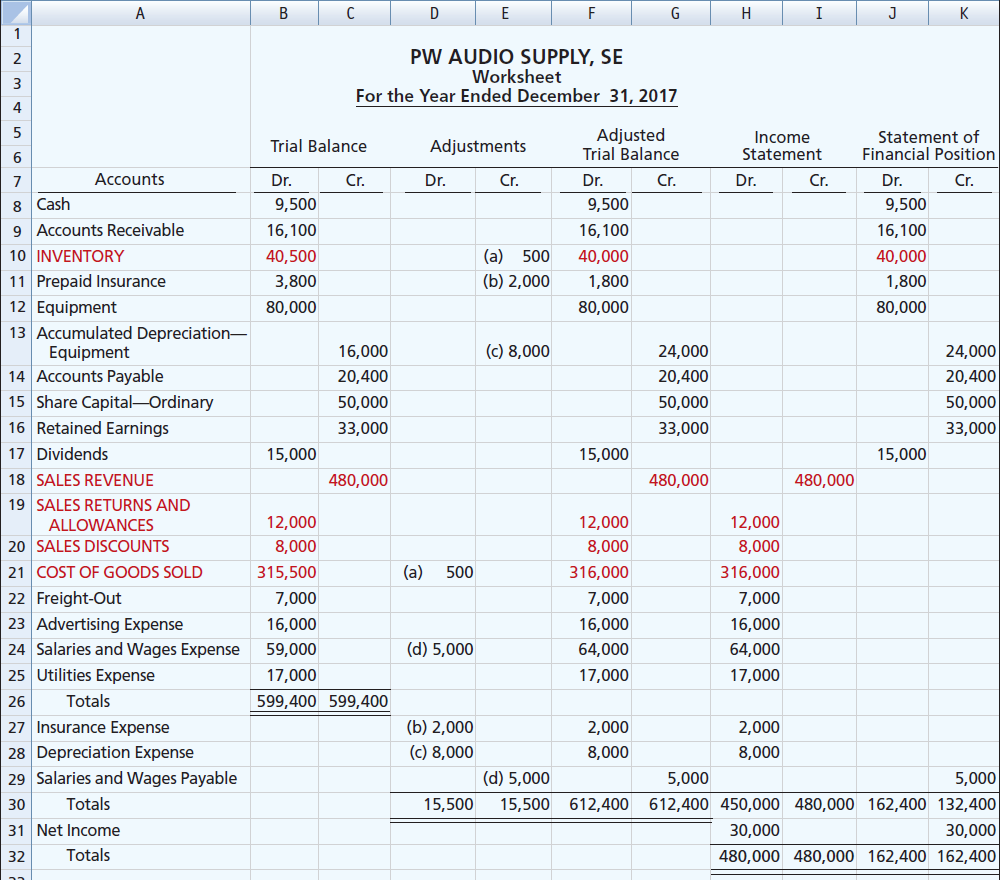 A B C D E F G H I J K
1
2 PW AUDIO SUPPLY, SE
3 Worksheet
4 For the Year Ended December 31, 2017
5 Adjusted Income Statement of
6 Trial Balance Adjustments Trial Balance Statement Financial Position
7 Accounts Dr. Cr. Dr. Cr. Dr. Cr. Dr. Cr. Dr. Cr.
8 Cash 9,500 9,500 9,500
9 Accounts Receivable 16,100 16,100 16,100
10 INVENTORY 40,500 (a) 500 40,000 40,000
11 Prepaid Insurance 3,800 (b) 2,000 1,800 1,800
12 Equipment 80,000 80,000 80,000
13 Accumulated Depreciation—
Equipment 16,000 (c) 8,000 24,000 24,000
14 Accounts Payable 20,400 20,400 20,400
15 Share Capital—Ordinary 50,000 50,000 50,000
16 Retained Earnings 33,000 33,000 33,000
17 Dividends 15,000 15,000 15,000
18 SALES REVENUE 480,000 480,000 480,000
19 SALES RETURNS AND
ALLOWANCES 12,000 12,000 12,000
20 SALES DISCOUNTS 8,000 8,000 8,000
21 COST OF GOODS SOLD 315,500 (a) 500 316,000 316,000
22 Freight-Out 7,000 7,000 7,000
23 Advertising Expense 16,000 16,000 16,000
24 Salaries and Wages Expense 59,000 (d) 5,000 64,000 64,000
25 Utilities Expense 17,000 17,000 17,000
26 Totals 599,400 599,400
27 Insurance Expense (b) 2,000 2,000 2,000
28 Depreciation Expense (c) 8,000 8,000 8,000
29 Salaries and Wages Payable (d) 5,000 5,000 5,000
30 Totals 15,500 15,500 612,400 612,400 450,000 480,000 162,400 132,400
31 Net Income 30,000 30,000
32 Totals 480,000 480,000 162,400 162,400